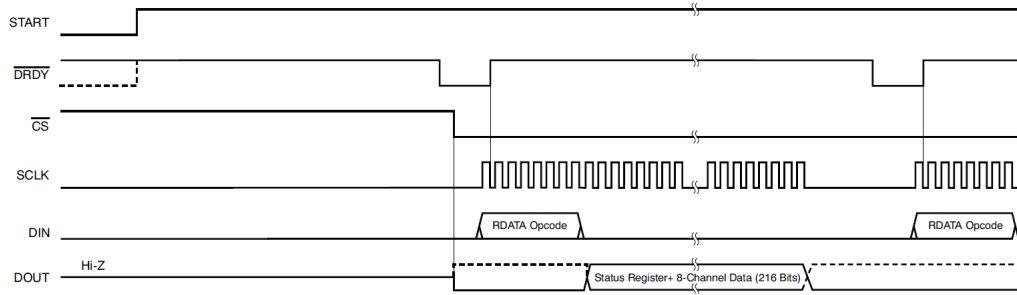 START
DRDY
CS
SCLK
DIN
RDATA Opcode
RDATA Opcode
Hi-Z
DOUT
Status Register+ 8-Channel Data (216 Bits)